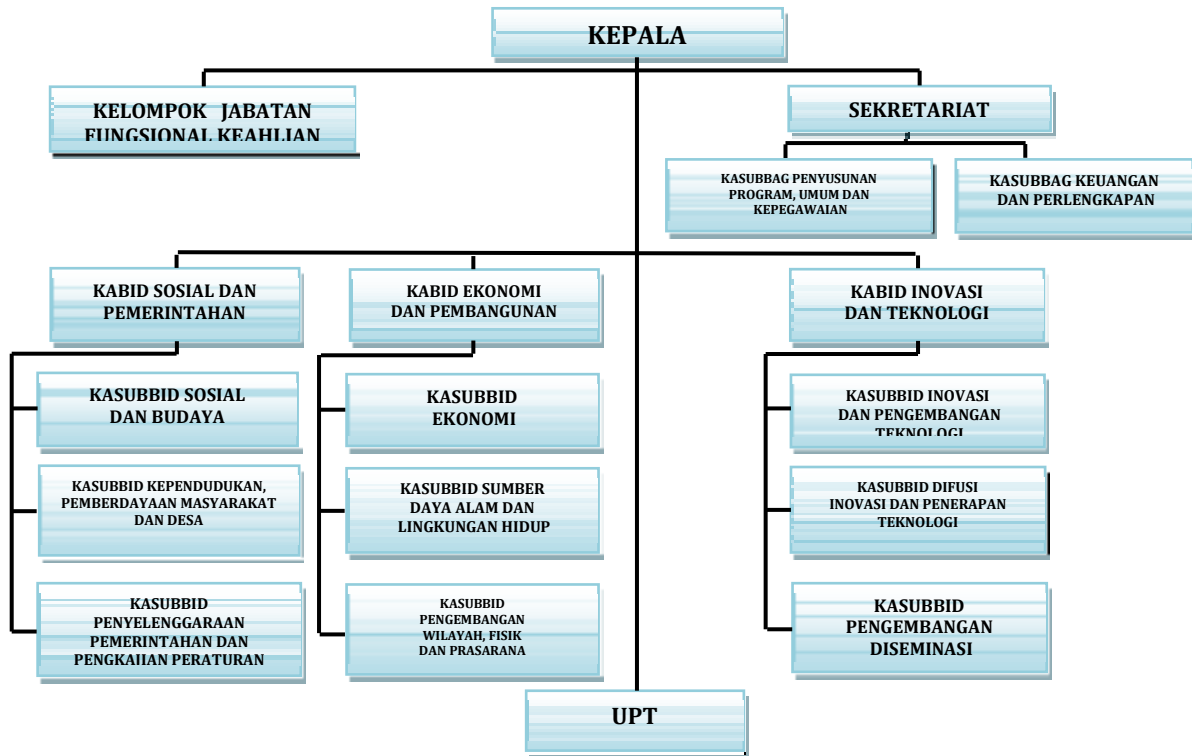 KEPALA
KELOMPOK JABATAN
FUNGSIONAL KEAHLIAN
SEKRETARIAT
KASUBBAG PENYUSUNAN
PROGRAM, UMUM DAN
KEPEGAWAIAN
KASUBBAG KEUANGAN
DAN PERLENGKAPAN
KABID SOSIAL DAN
PEMERINTAHAN
KABID EKONOMI
DAN PEMBANGUNAN
KABID INOVASI
DAN TEKNOLOGI
KASUBBID SOSIAL
DAN BUDAYA
KASUBBID
EKONOMI
KASUBBID INOVASI
DAN PENGEMBANGAN
TEKNOLOGI
KASUBBID KEPENDUDUKAN,
PEMBERDAYAAN MASYARAKAT
DAN DESA
KASUBBID SUMBER
DAYA ALAM DAN
LINGKUNGAN HIDUP
KASUBBID DIFUSI
INOVASI DAN PENERAPAN
TEKNOLOGI
KASUBBID
PENYELENGGARAAN
PEMERINTAHAN DAN
PENGKAJIAN PERATURAN
KASUBBID
PENGEMBANGAN
WILAYAH, FISIK
DAN PRASARANA
KASUBBID
PENGEMBANGAN
DISEMINASI
UPT